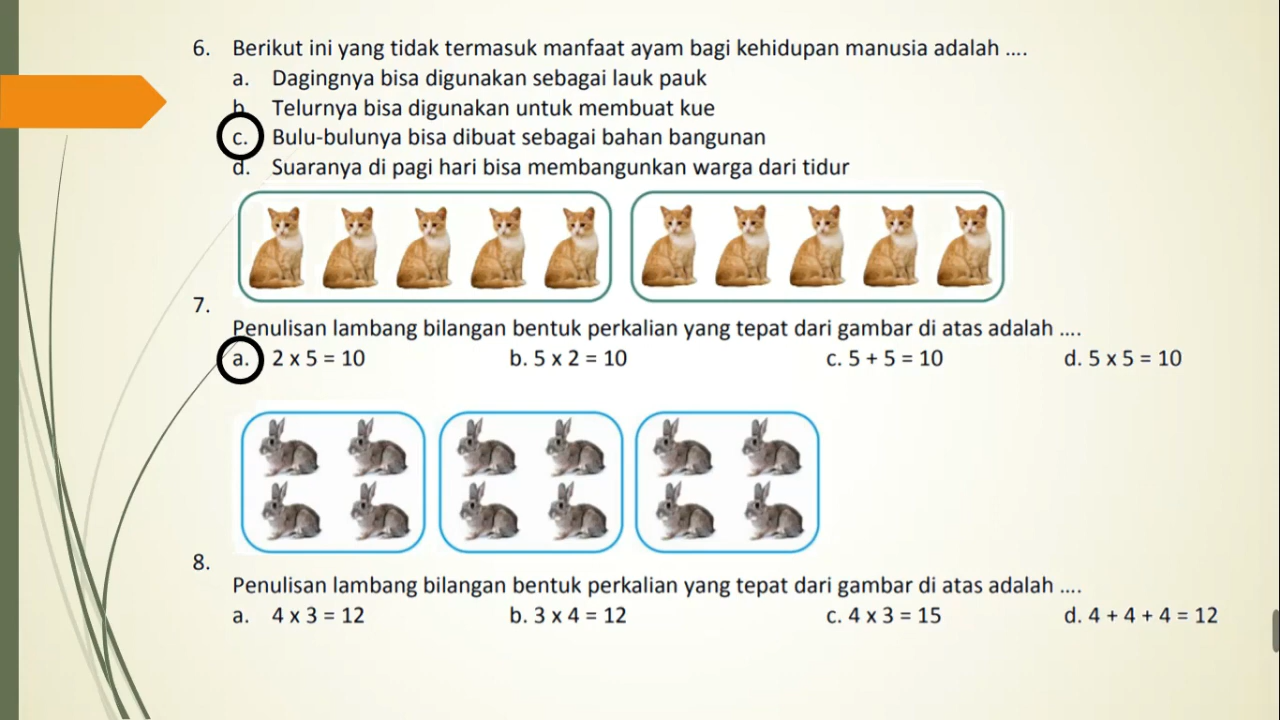 6. Berikut ini yang tidak termasuk manfaat ayam bagi kehidupan manusia adalah ....
a. Dagingnya bisa digunakan sebagai lauk pauk
b. Telurnya bisa digunakan untuk membuat kue
c. Bulu-bulunya bisa dibuat sebagai bahan bangunan
d. Suaranya di pagi hari bisa membangunkan warga dari tidur
7.
Penulisan lambang bilangan bentuk perkalian yang tepat dari gambar di atas adalah ....
a. 2 x 5 = 10 b. 5 x 2 = 10 c. 5 + 5 = 10 d. 5 x 5 = 10
8.
Penulisan lambang bilangan bentuk perkalian yang tepat dari gambar di atas adalah ....
a. 4 x 3 = 12 b. 3 x 4 = 12 c. 4 x 3 = 15 d. 4 + 4 + 4 = 12